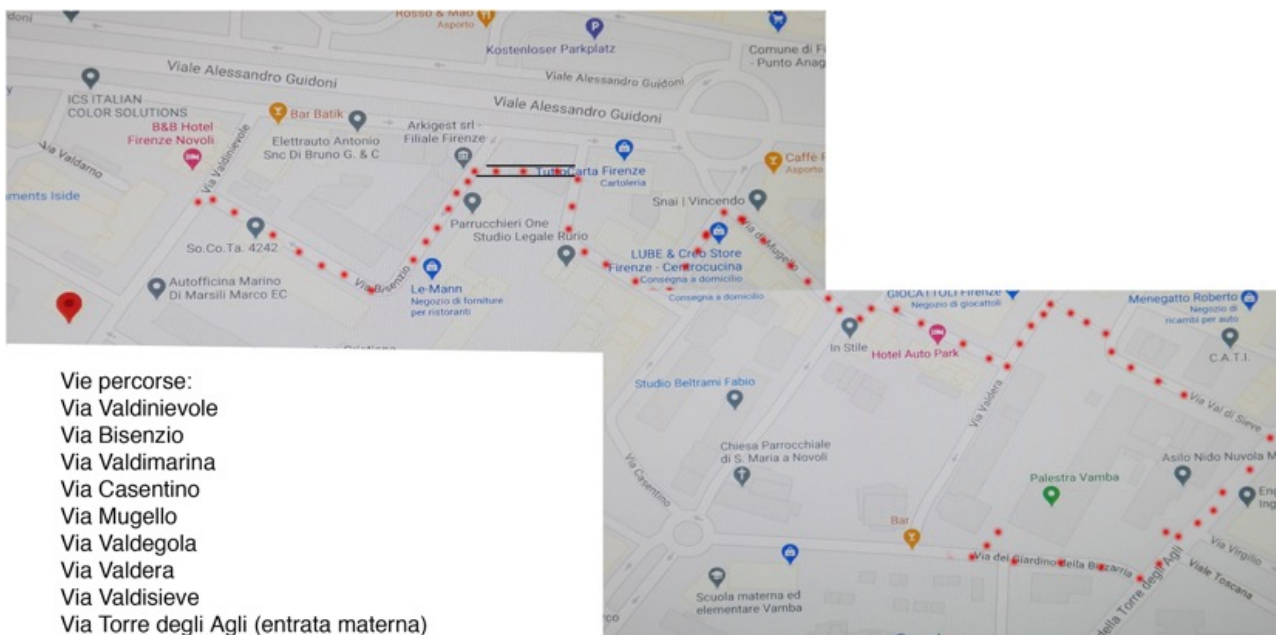 idoni
Rosso & Mao
Asporto
Kostenloser Parkplatz
Comune di Fi
- Punto Anag
Viale Alessandro Guidoni
Viale Alessandro Guidoni
Viale Alessandro Guidoni
ICS ITALIAN
COLOR SOLUTIONS
Bar Batik
B&B Hotel
Firenze Novoli
Elettrauto Antonio
Snc Di Bruno G. & C
Arkigest srl -
Filiale Firenze
Via Valdarno
Via Valdinievole
TuttoCarta Firenze
Cartoleria
Caffè F
Asporto
ments Iside
Snai | Vincendo
Parrucchieri One
Studio Legale Rurio
Via del Mugello
So.Co.Ta. 4242
LUBE & Creo Store
Firenze - Centrocucina
Consegna a domicilio
Via Bisenzio
Autofficina Marino
Di Marsili Marco EC
Le-Mann
Negozio di forniture
per ristoranti
Consegna a domicilio
GIOCATTOLI Firenze
Negozio di giocattoli
Menegatto Roberto
Negozio di
ricambi per auto
In Stile
Hotel Auto Park
C.A.T.I.
Studio Beltrami Fabio
Via Valdera
Via Val di Sieve
Chiesa Parrocchiale
di S. Maria a Novoli
Via Casentino
Asilo Nido Nuvola M
Palestra Vamba
Eng
Ing
Bar
Via del Giardino della Bizzarria
Via Virgilio
Viale Toscana
della Torre degli Agli
Scuola materna ed
elementare Vamba
rco
Vie percorse:
Via Valdinievole
Via Bisenzio
Via Valdimarina
Via Casentino
Via Mugello
Via Valdegola
Via Valdera
Via Valdisieve
Via Torre degli Agli (entrata materna)